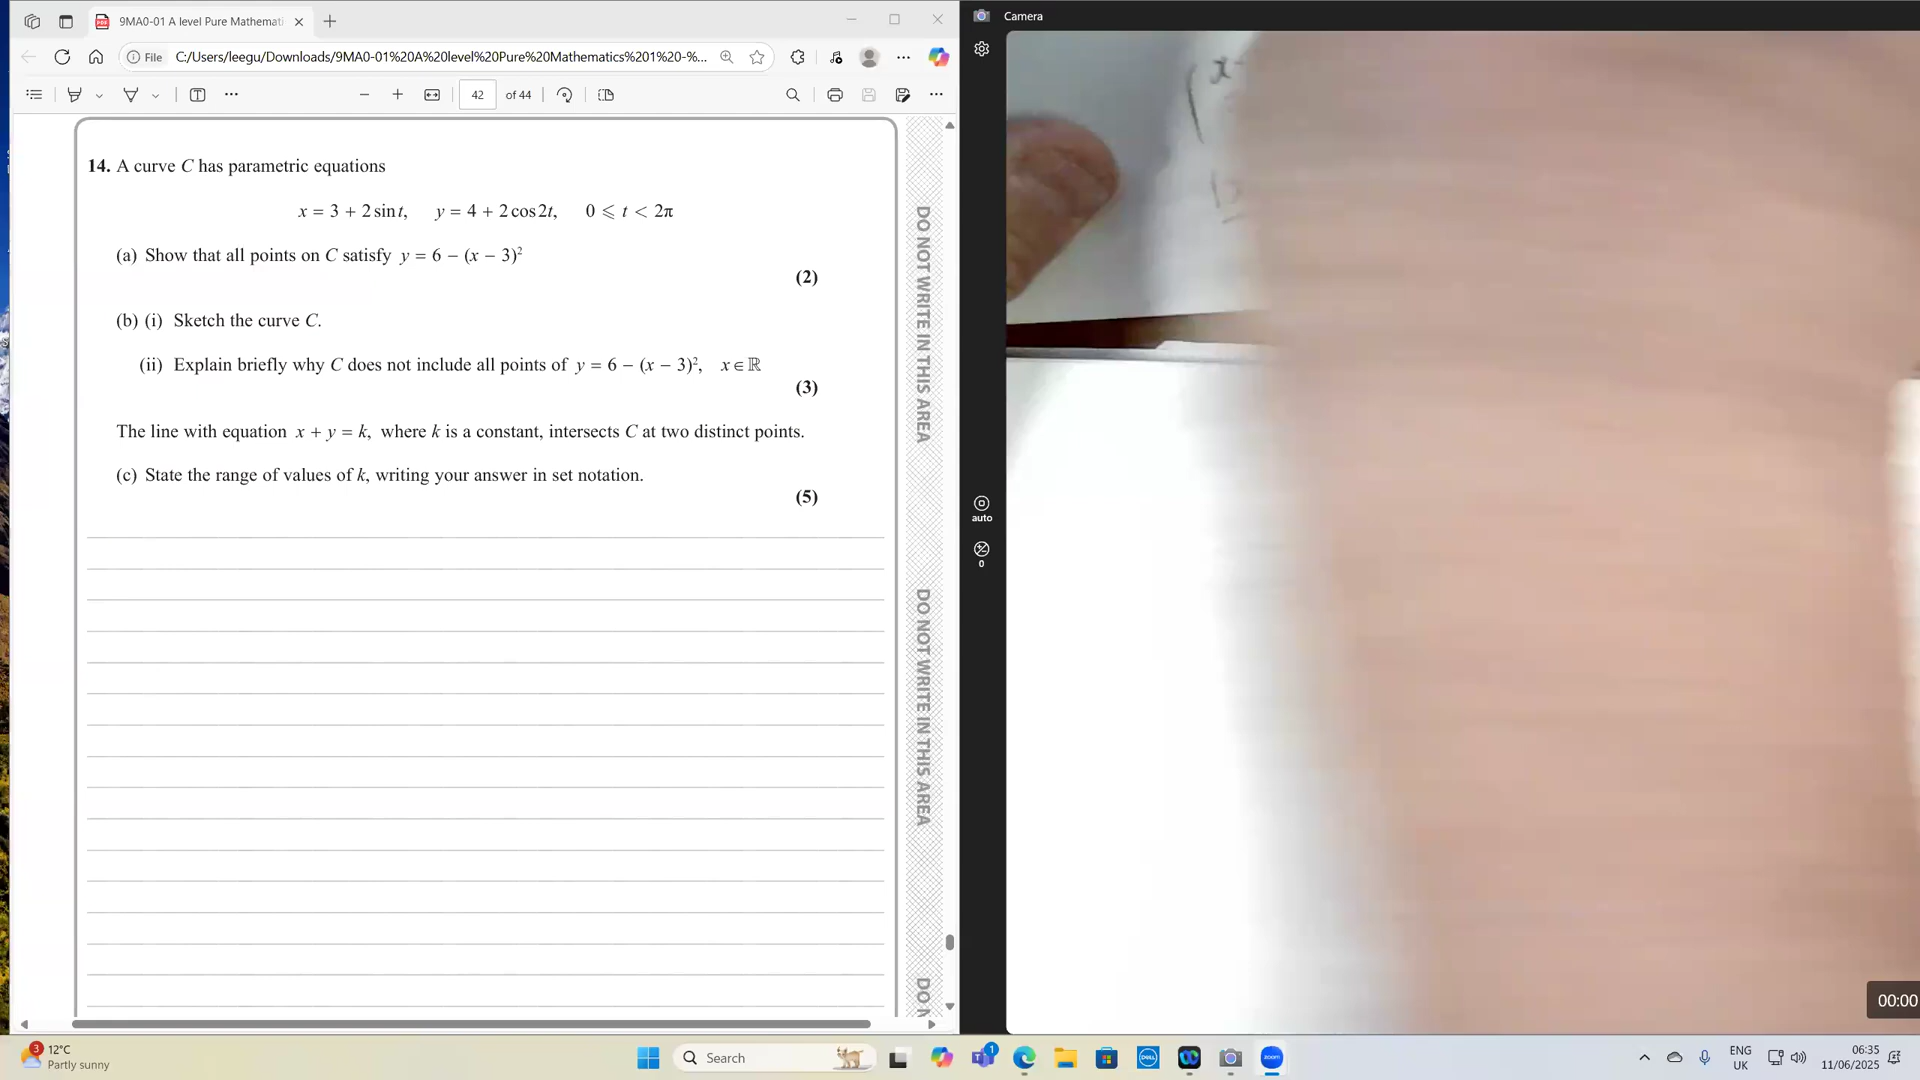 9MA0-01 A level Pure Mathemati
File
C:/Users/leegu/Downloads/9MA0-01%20A%20level%20Pure%20Mathematics%201%20-%...
42 of 44
14. A curve C has parametric equations
x = 3 + 2 sin t, y = 4 + 2 cos 2t, 0 ⩽ t < 2π
(a) Show that all points on C satisfy y = 6 − (x − 3)²
(2)
(b) (i) Sketch the curve C.
(ii) Explain briefly why C does not include all points of y = 6 − (x − 3)², x ∈ ℝ
(3)
The line with equation x + y = k, where k is a constant, intersects C at two distinct points.
(c) State the range of values of k, writing your answer in set notation.
(5)
DO NOT WRITE IN THIS AREA
DO NOT WRITE IN THIS AREA
DO N
Camera
auto
0
(x-
00:00
3
12°C
Partly sunny
Search
1
DELL
zoom
ENG
UK
06:35
11/06/2025